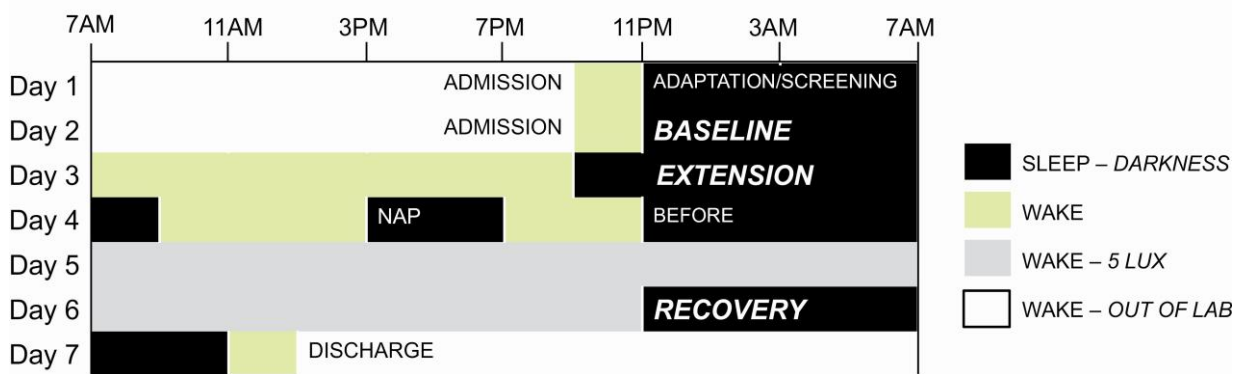 7AM 11AM 3PM 7PM 11PM 3AM 7AM
Day 1 ADMISSION ADAPTATION/SCREENING
Day 2 ADMISSION BASELINE
Day 3 EXTENSION
Day 4 NAP BEFORE
Day 5
Day 6 RECOVERY
Day 7 DISCHARGE
SLEEP – DARKNESS
WAKE
WAKE – 5 LUX
WAKE – OUT OF LAB